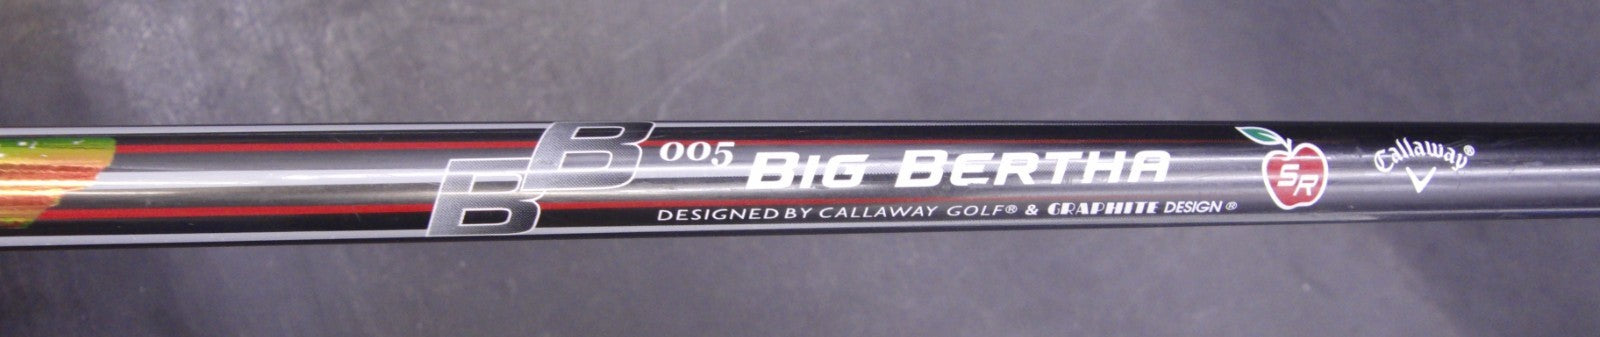 BB 005 BIG BERTHA
DESIGNED BY CALLAWAY GOLF® & GRAPHITE DESIGN®
SR
Callaway®